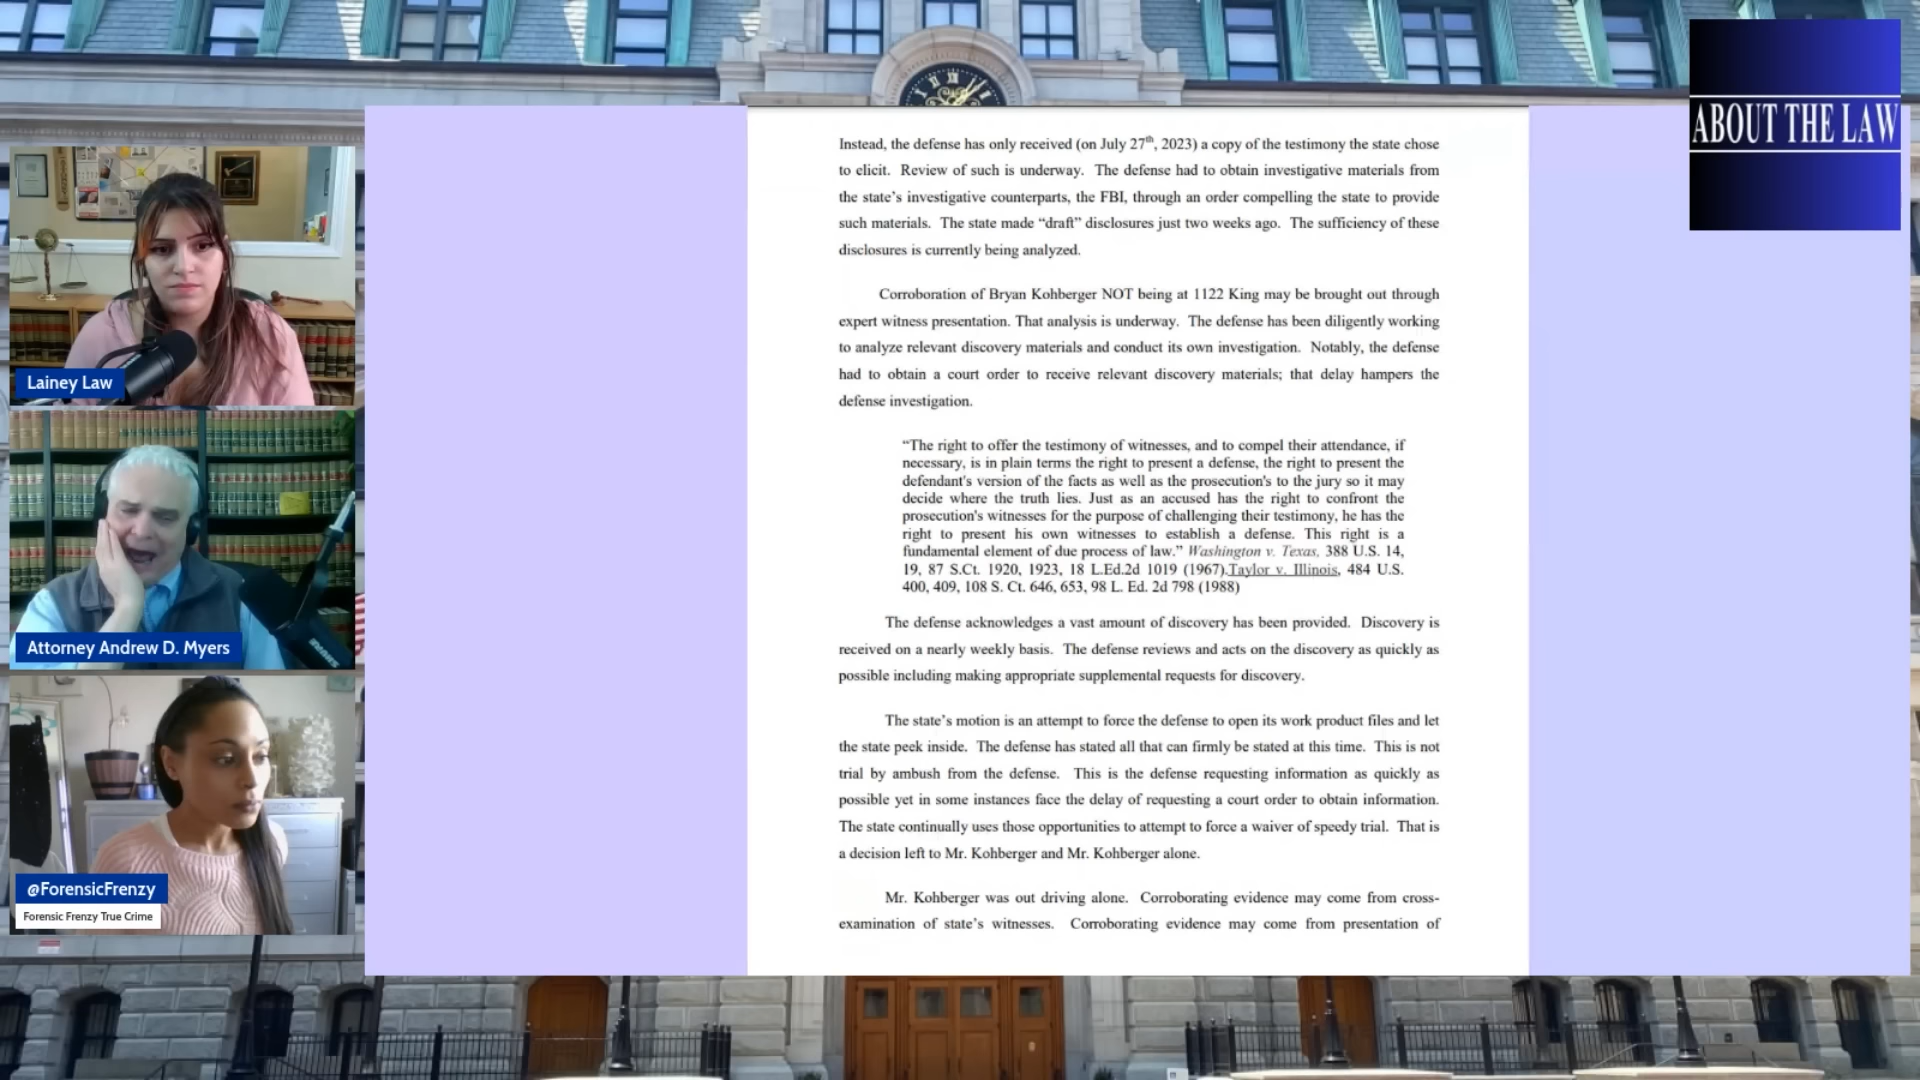 ABOUT THE LAW
Instead, the defense has only received (on July 27th, 2023) a copy of the testimony the state chose
to elicit. Review of such is underway. The defense had to obtain investigative materials from
the state's investigative counterparts, the FBI, through an order compelling the state to provide
such materials. The state made "draft" disclosures just two weeks ago. The sufficiency of these
disclosures is currently being analyzed.
Corroboration of Bryan Kohberger NOT being at 1122 King may be brought out through
expert witness presentation. That analysis is underway. The defense has been diligently working
to analyze relevant discovery materials and conduct its own investigation. Notably, the defense
had to obtain a court order to receive relevant discovery materials; that delay hampers the
defense investigation.
"The right to offer the testimony of witnesses, and to compel their attendance, if
necessary, is in plain terms the right to present a defense, the right to present the
defendant's version of the facts as well as the prosecution's to the jury so it may
decide where the truth lies. Just as an accused has the right to confront the
prosecution's witnesses for the purpose of challenging their testimony, he has the
right to present his own witnesses to establish a defense. This right is a
fundamental element of due process of law." Washington v. Texas, 388 U.S. 14,
19, 87 S.Ct. 1920, 1923, 18 L.Ed.2d 1019 (1967).Taylor v. Illinois, 484 U.S.
400, 409, 108 S. Ct. 646, 653, 98 L. Ed. 2d 798 (1988)
The defense acknowledges a vast amount of discovery has been provided. Discovery is
received on a nearly weekly basis. The defense reviews and acts on the discovery as quickly as
possible including making appropriate supplemental requests for discovery.
The state's motion is an attempt to force the defense to open its work product files and let
the state peek inside. The defense has stated all that can firmly be stated at this time. This is not
trial by ambush from the defense. This is the defense requesting information as quickly as
possible yet in some instances face the delay of requesting a court order to obtain information.
The state continually uses those opportunities to attempt to force a waiver of speedy trial. That is
a decision left to Mr. Kohberger and Mr. Kohberger alone.
Mr. Kohberger was out driving alone. Corroborating evidence may come from cross-
examination of state's witnesses. Corroborating evidence may come from presentation of
Lainey Law
Attorney Andrew D. Myers
@ForensicFrenzy
Forensic Frenzy True Crime